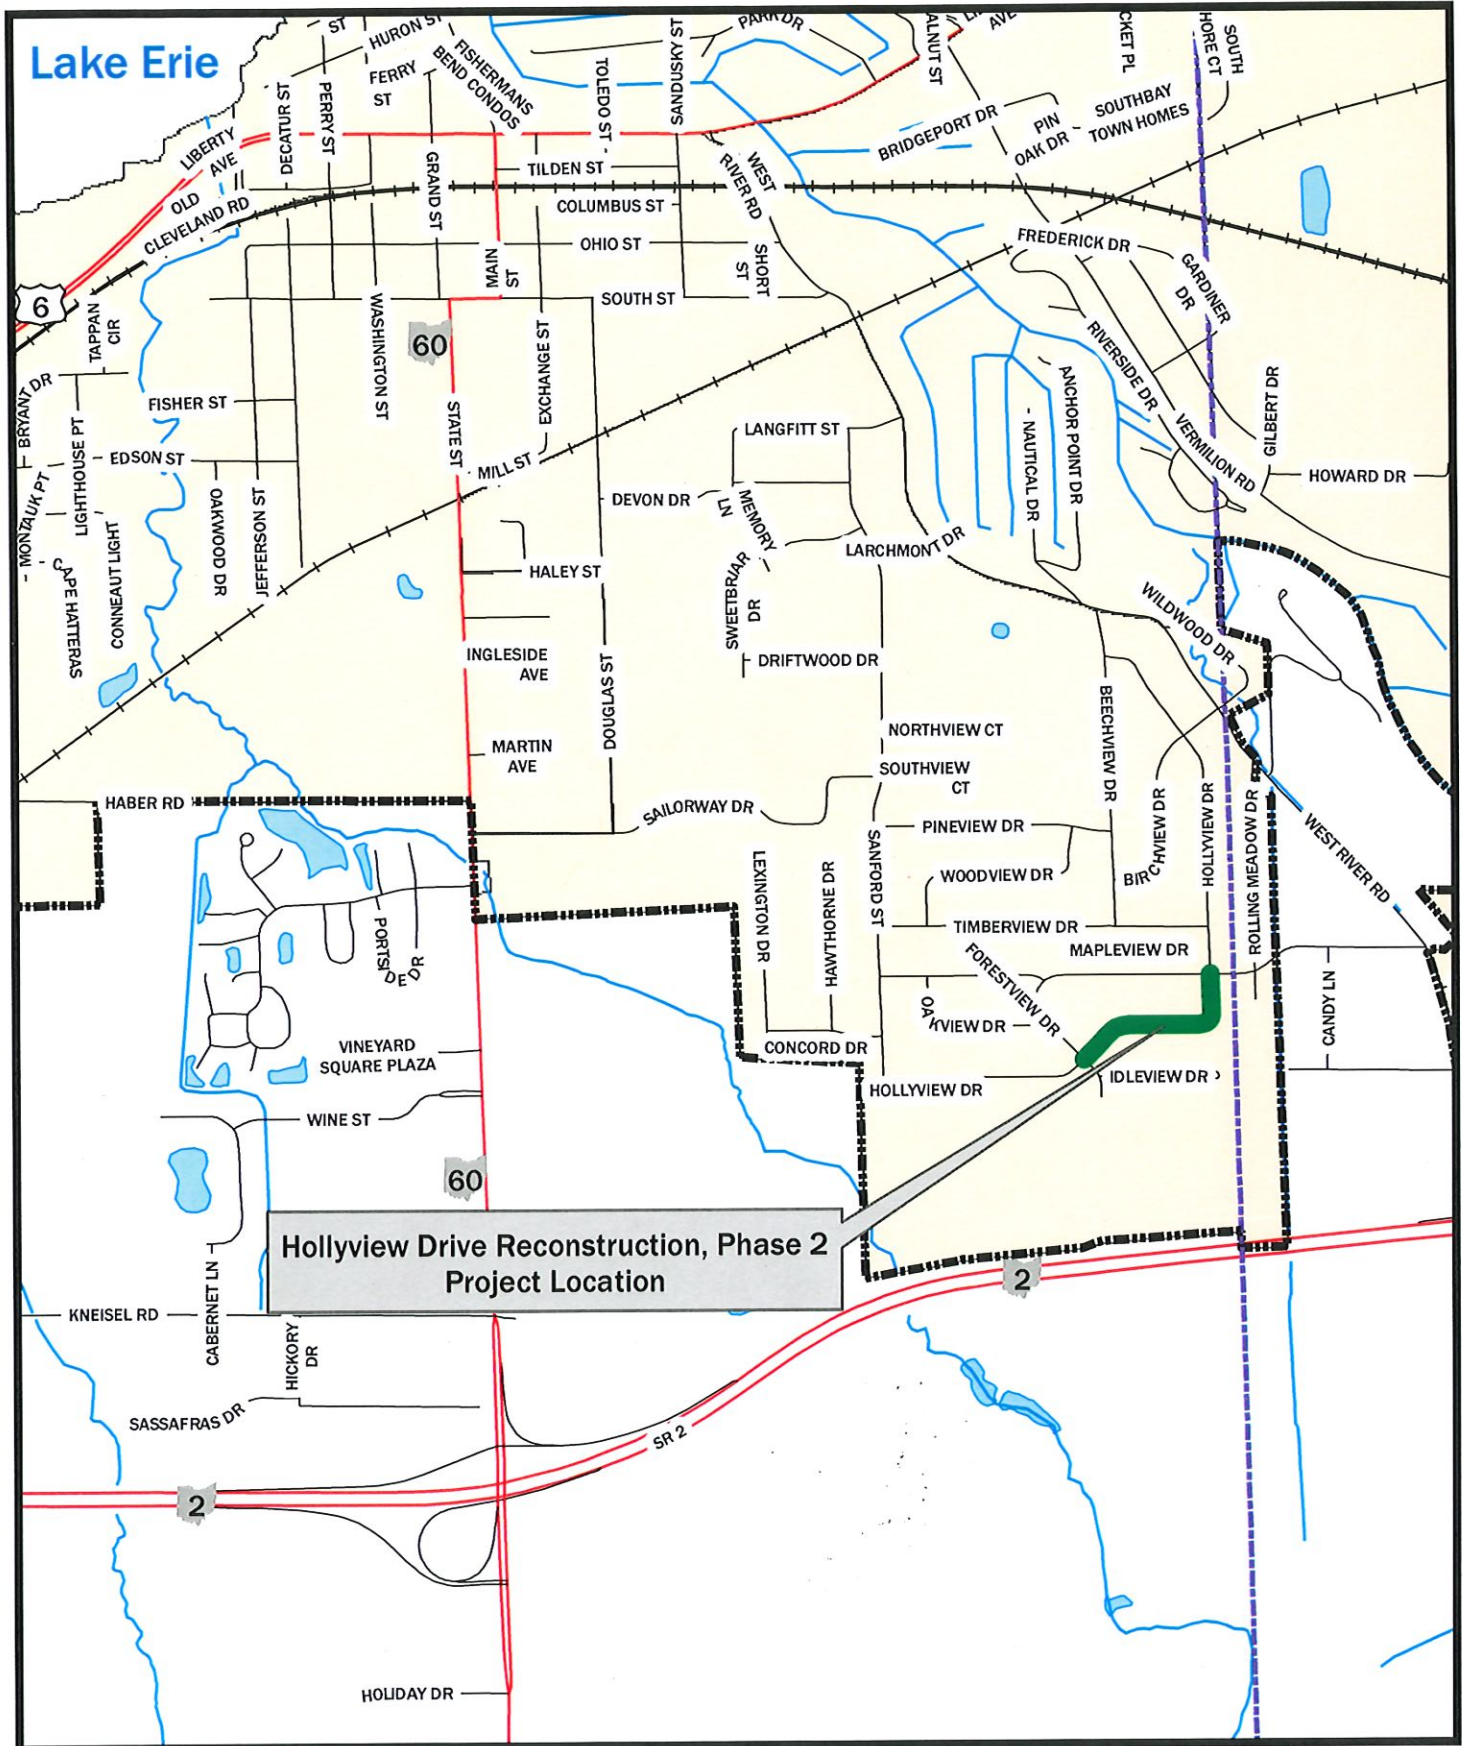 Lake Erie
ST
HURON ST
FERRY
ST
FISHERMANS
BEND CONDOS
TOLEDO ST
SANDUSKY ST
PARK DR
AVE
SOUTH
BRIDGEPORT DR
PIN
OAK DR
SOUTHBAY
TOWN HOMES
DECATUR ST
PERRY ST
LIBERTY
AVE
OLD
CLEVELAND RD
GRAND ST
TILDEN ST
COLUMBUS ST
WEST
RIVER RD
OHIO ST
MAIN
ST
SHORT
ST
FREDERICK DR
GARDINER
DR
6
TAPPAN
CIR
SOUTH ST
WASHINGTON ST
60
EXCHANGE ST
RIVERSIDE DR
BRYANT DR
FISHER ST
LIGHTHOUSE PT
EDSON ST
STATE ST
MILL ST
LANGFITT ST
ANCHOR POINT DR
NAUTICAL DR
VERMILION RD
GILBERT DR
HOWARD DR
MONTAUK PT
OAKWOOD DR
JEFFERSON ST
DEVON DR
MEMORY
LN
LARCHMONT DR
CAPE HATTERAS
CONNEAUT LIGHT
HALEY ST
SWEETBRIAR
DR
WILDWOOD DR
INGLESIDE
AVE
DOUGLAS ST
DRIFTWOOD DR
BEECHVIEW DR
NORTHVIEW CT
MARTIN
AVE
SOUTHVIEW
CT
HABER RD
SAILORWAY DR
PINEVIEW DR
BIRCHVIEW DR
HOLLYVIEW DR
ROLLING MEADOW DR
WEST RIVER RD
LEXINGTON DR
HAWTHORNE DR
SANFORD ST
WOODVIEW DR
TIMBERVIEW DR
MAPLEVIEW DR
PORTSIDE DR
FORESTVIEW DR
OAKVIEW DR
CANDY LN
CONCORD DR
VINEYARD
SQUARE PLAZA
HOLLYVIEW DR
IDLEVIEW DR
WINE ST
60
Hollyview Drive Reconstruction, Phase 2
Project Location
2
CABERNET LN
KNEISEL RD
HICKORY
DR
SASSAFRAS DR
SR 2
2
HOLIDAY DR